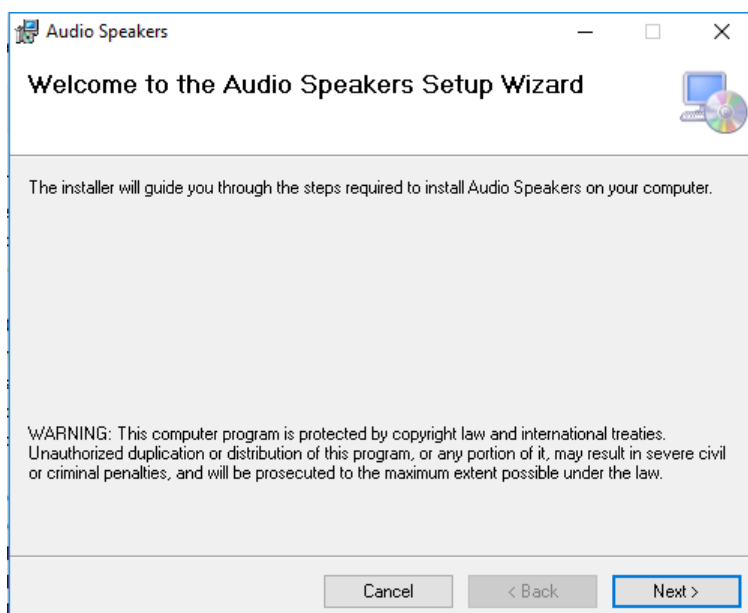 Audio Speakers
Welcome to the Audio Speakers Setup Wizard
The installer will guide you through the steps required to install Audio Speakers on your computer.
WARNING: This computer program is protected by copyright law and international treaties.
Unauthorized duplication or distribution of this program, or any portion of it, may result in severe civil
or criminal penalties, and will be prosecuted to the maximum extent possible under the law.
Cancel
< Back
Next >